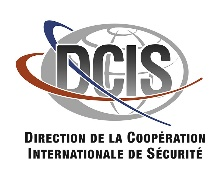 DCIS
DIRECTION DE LA COOPÉRATION
INTERNATIONALE DE SÉCURITÉ